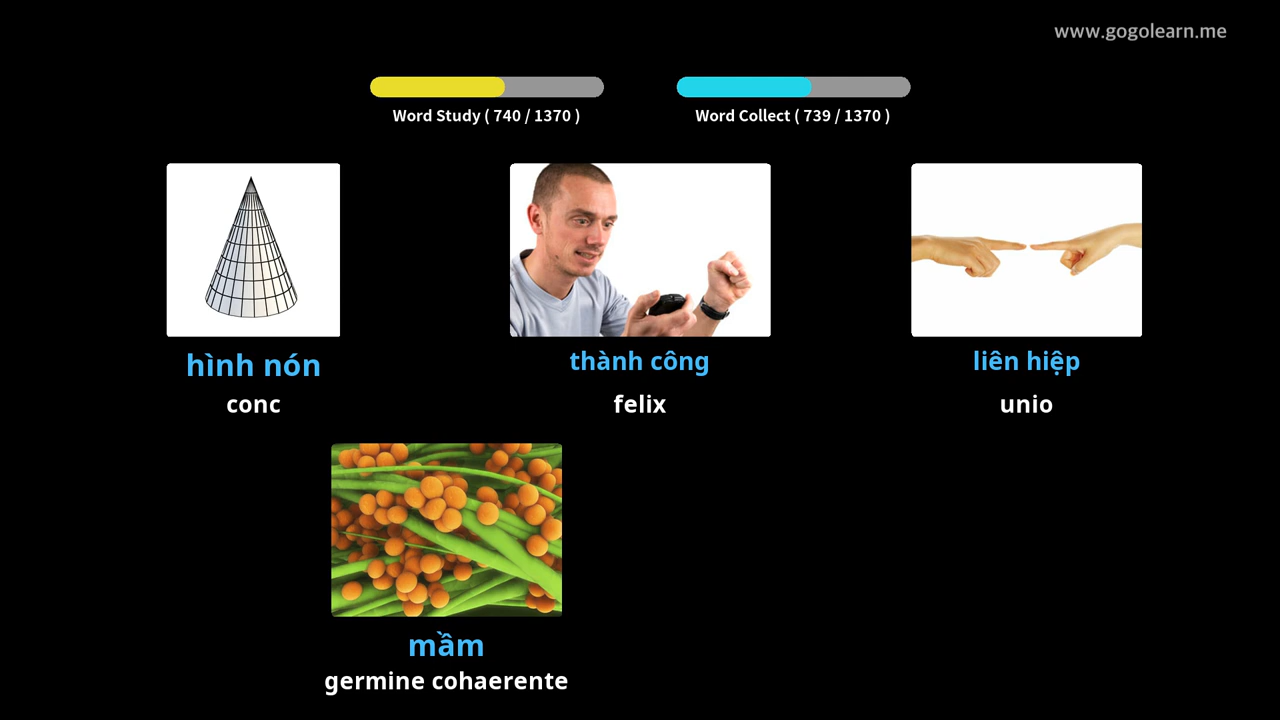 www.gogolearn.me
Word Study ( 740 / 1370 )
Word Collect ( 739 / 1370 )
hình nón
thành công
liên hiệp
conc
felix
unio
mầm
germine cohaerente